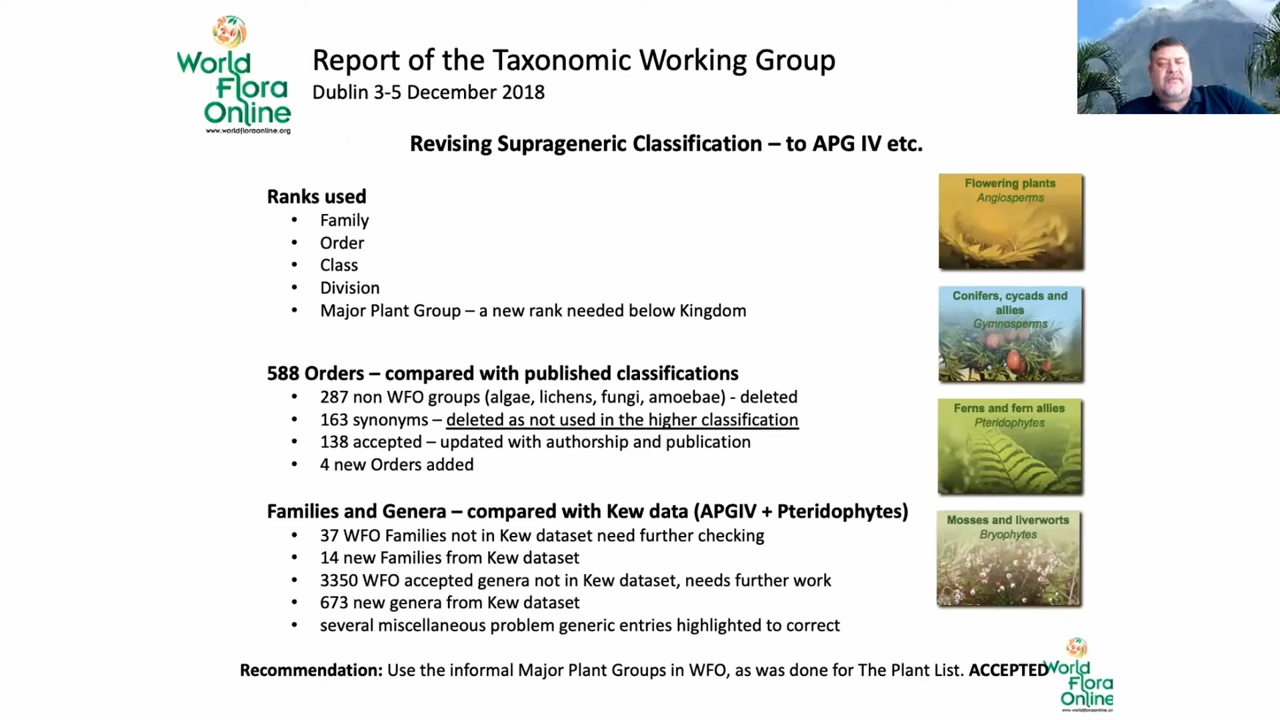 World
Flora
Online
www.worldfloraonline.org
Report of the Taxonomic Working Group
Dublin 3-5 December 2018
Revising Suprageneric Classification – to APG IV etc.
Ranks used
• Family
• Order
• Class
• Division
• Major Plant Group – a new rank needed below Kingdom
588 Orders – compared with published classifications
• 287 non WFO groups (algae, lichens, fungi, amoebae) - deleted
• 163 synonyms – deleted as not used in the higher classification
• 138 accepted – updated with authorship and publication
• 4 new Orders added
Families and Genera – compared with Kew data (APGIV + Pteridophytes)
• 37 WFO Families not in Kew dataset need further checking
• 14 new Families from Kew dataset
• 3350 WFO accepted genera not in Kew dataset, needs further work
• 673 new genera from Kew dataset
• several miscellaneous problem generic entries highlighted to correct
Flowering plants
Angiosperms
Conifers, cycads and
allies
Gymnosperms
Ferns and fern allies
Pteridophytes
Mosses and liverworts
Bryophytes
Recommendation: Use the informal Major Plant Groups in WFO, as was done for The Plant List. ACCEPTED
World
Flora
Online
www.worldfloraonline.org